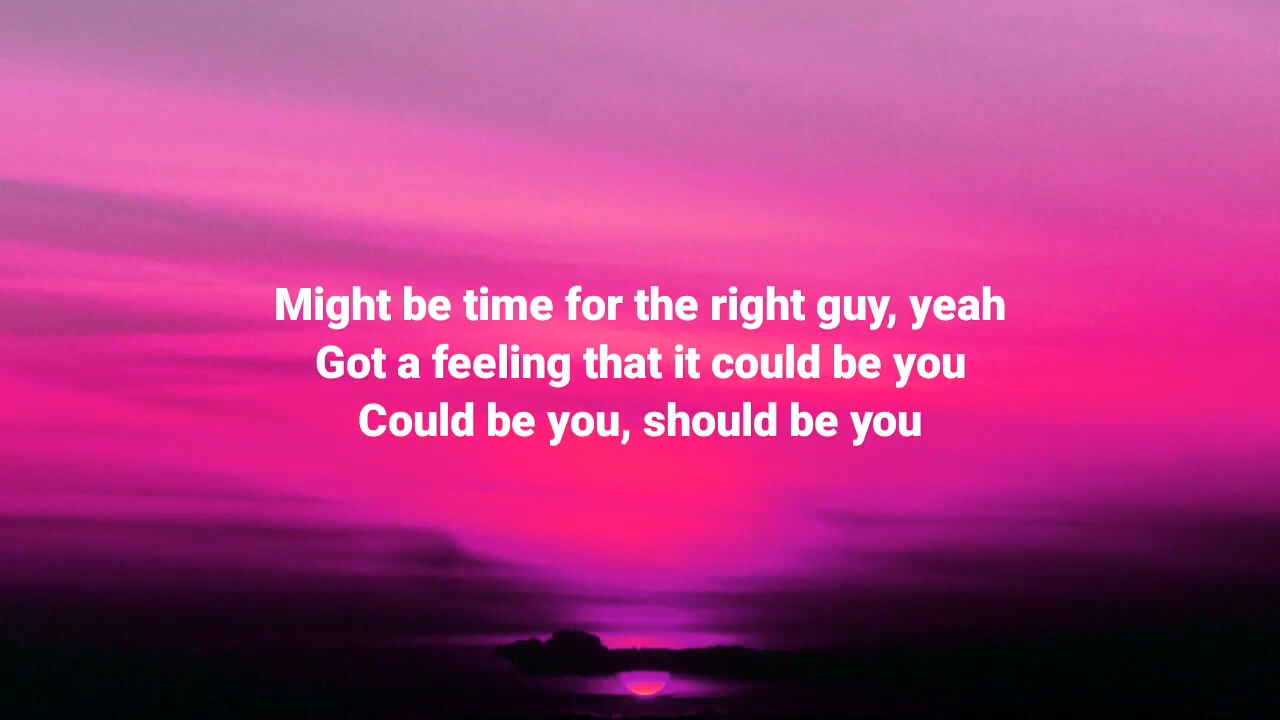 Might be time for the right guy, yeah
Got a feeling that it could be you
Could be you, should be you